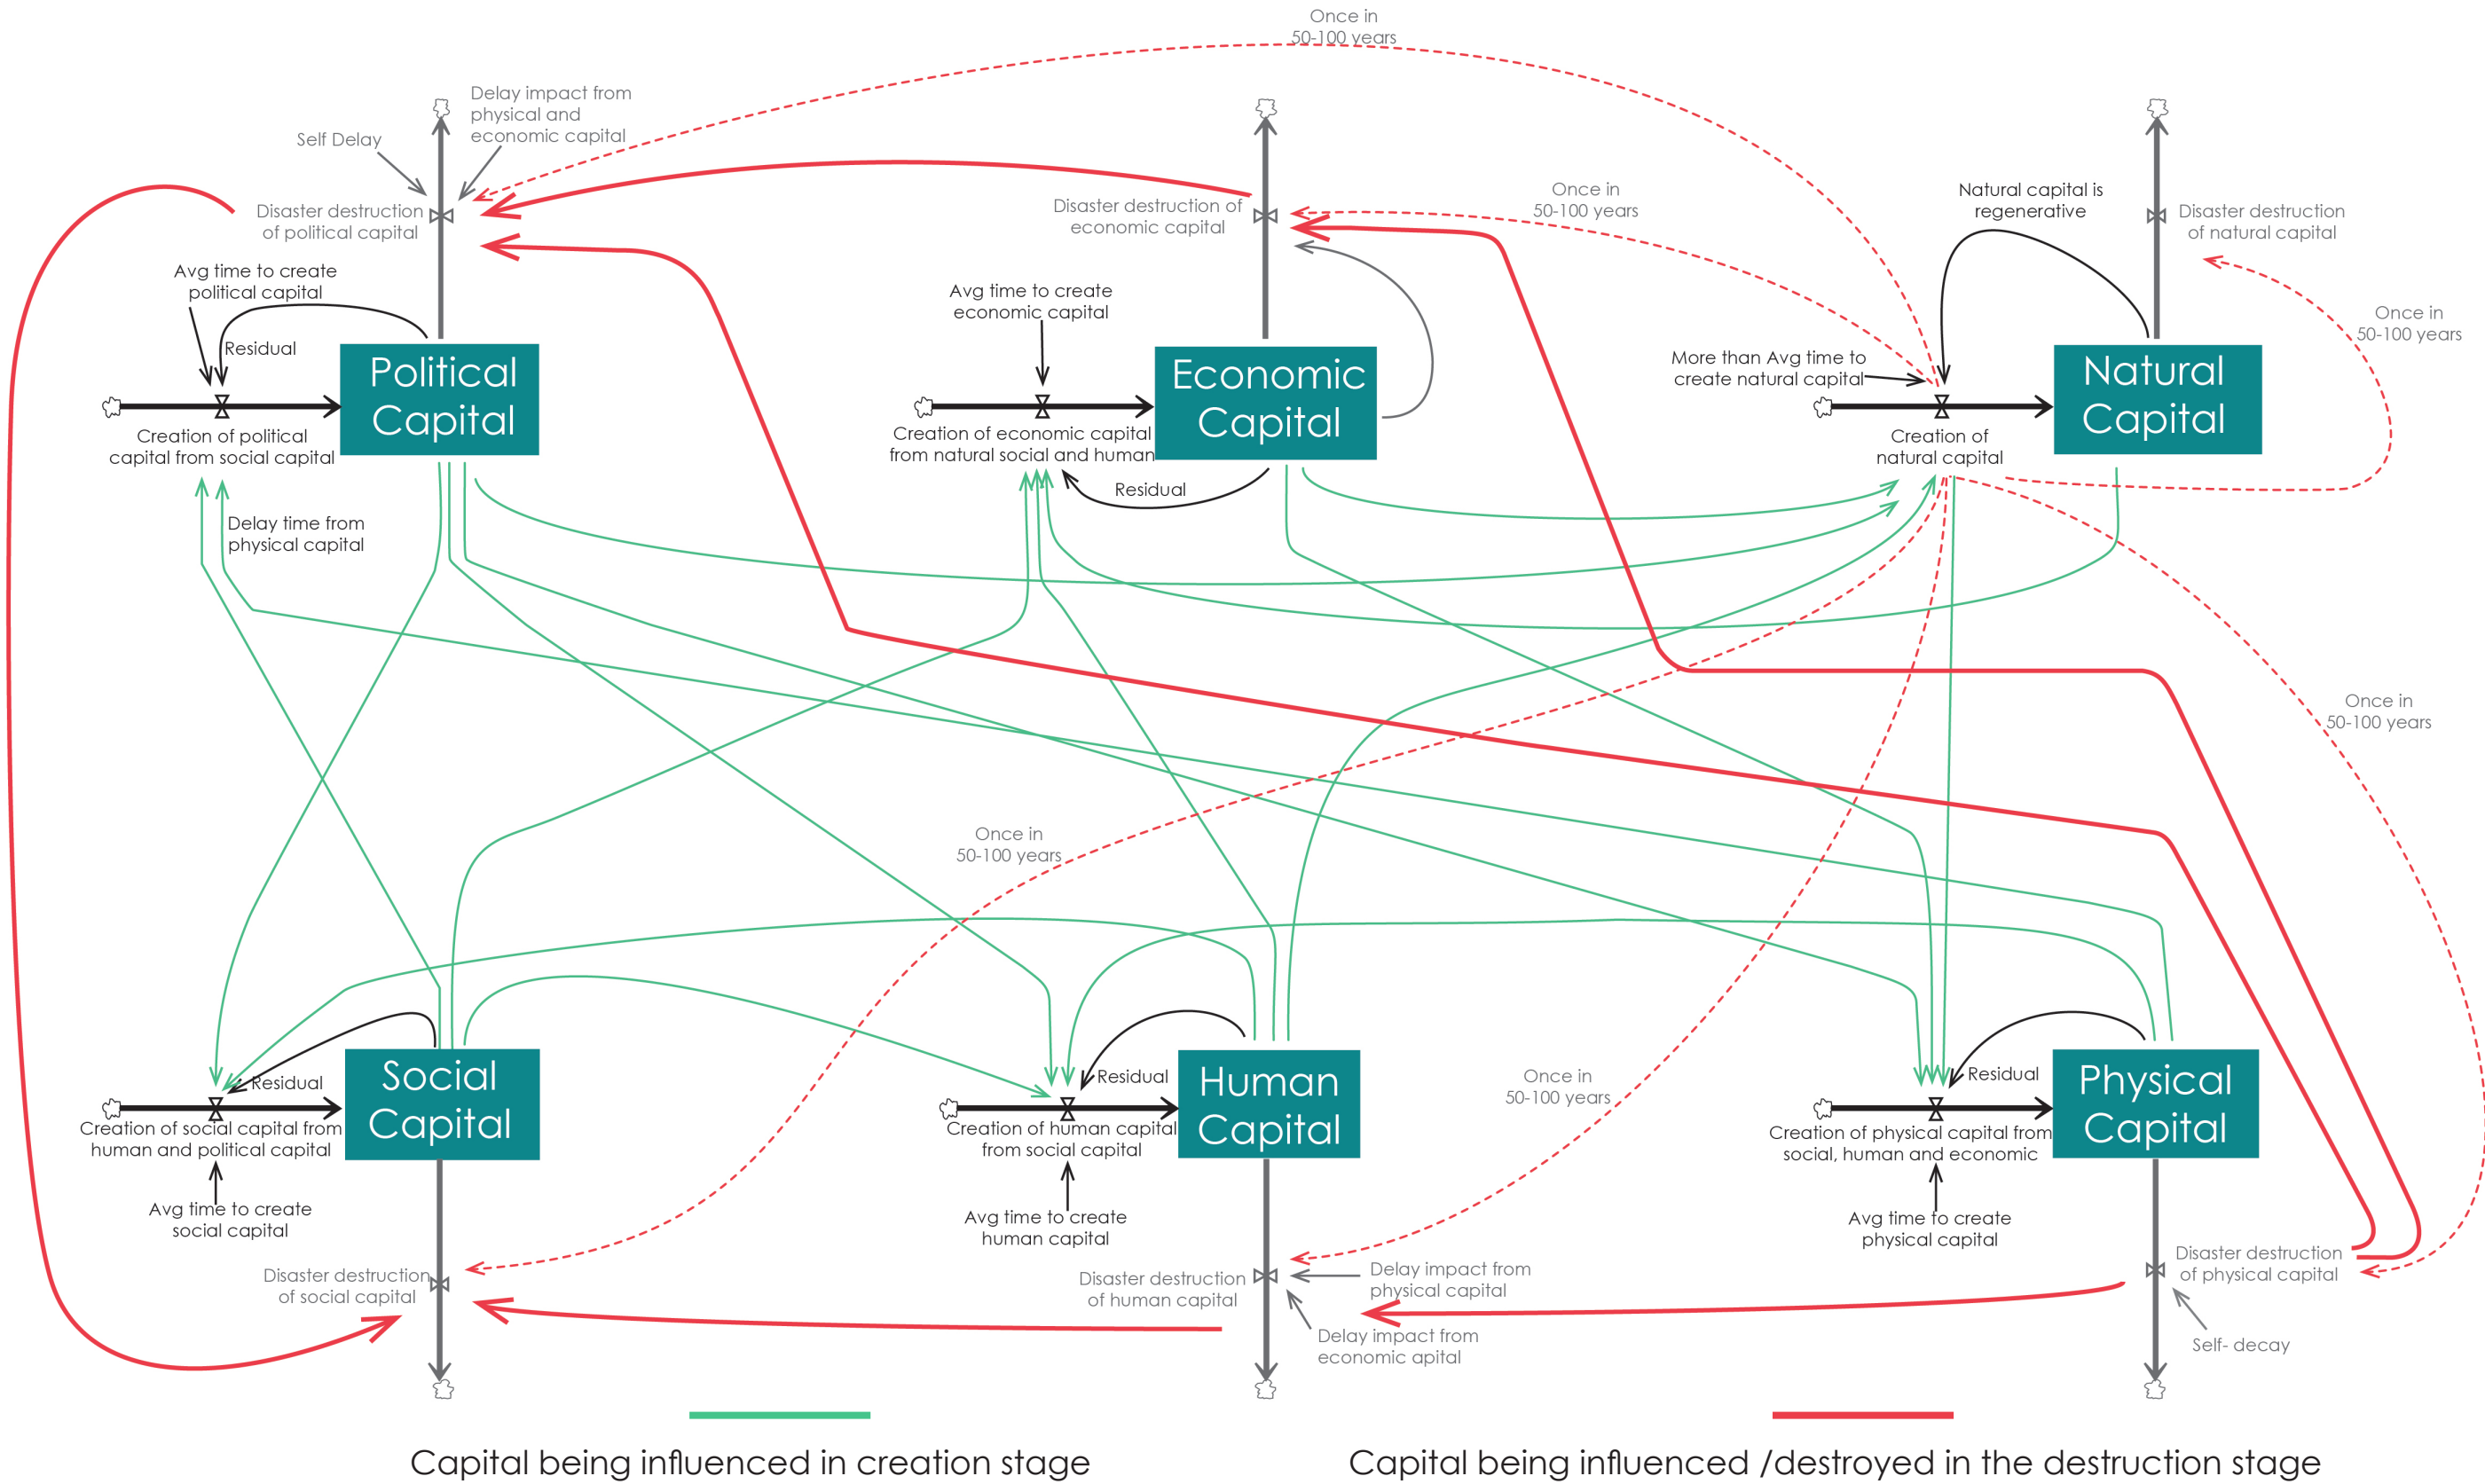 Once in
50-100 years
Delay impact from
physical and
economic capital
Self Delay
Disaster destruction
of political capital
Disaster destruction of
economic capital
Once in
50-100 years
Natural capital is
regenerative
Disaster destruction
of natural capital
Avg time to create
political capital
Residual
Political
Capital
Creation of political
capital from social capital
Delay time from
physical capital
Avg time to create
economic capital
Economic
Capital
Creation of economic capital
from natural social and human
Residual
More than Avg time to
create natural capital
Natural
Capital
Creation of
natural capital
Once in
50-100 years
Once in
50-100 years
Once in
50-100 years
Once in
50-100 years
Residual
Social
Capital
Creation of social capital from
human and political capital
Avg time to create
social capital
Disaster destruction
of social capital
Residual
Human
Capital
Creation of human capital
from social capital
Avg time to create
human capital
Disaster destruction
of human capital
Delay impact from
physical capital
Delay impact from
economic apital
Residual
Physical
Capital
Creation of physical capital from
social, human and economic
Avg time to create
physical capital
Disaster destruction
of physical capital
Self- decay
Capital being influenced in creation stage
Capital being influenced /destroyed in the destruction stage